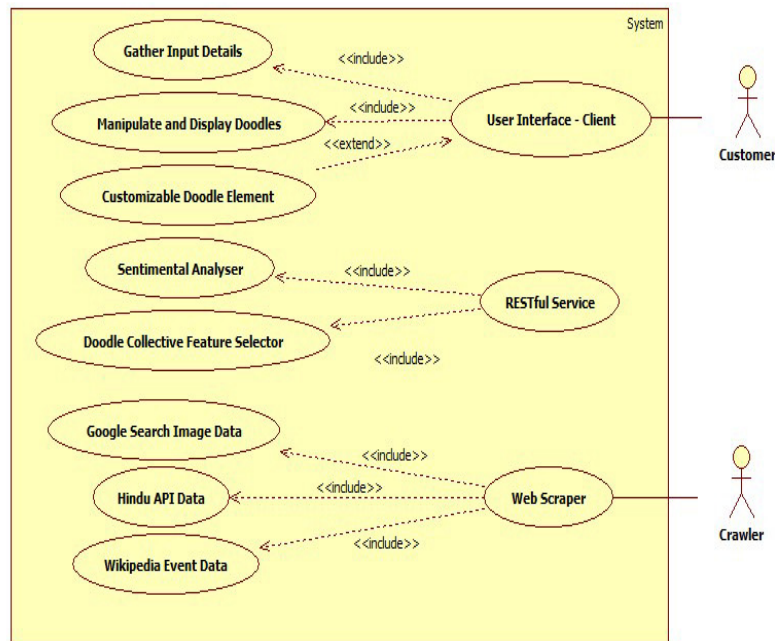 System
Gather Input Details
<<include>>
Manipulate and Display Doodles
<<include>>
User Interface - Client
Customer
<<extend>>
Customizable Doodle Element
Sentimental Analyser
<<include>>
RESTful Service
Doodle Collective Feature Selector
<<include>>
Google Search Image Data
<<include>>
Hindu API Data
<<include>>
Web Scraper
Crawler
<<include>>
Wikipedia Event Data